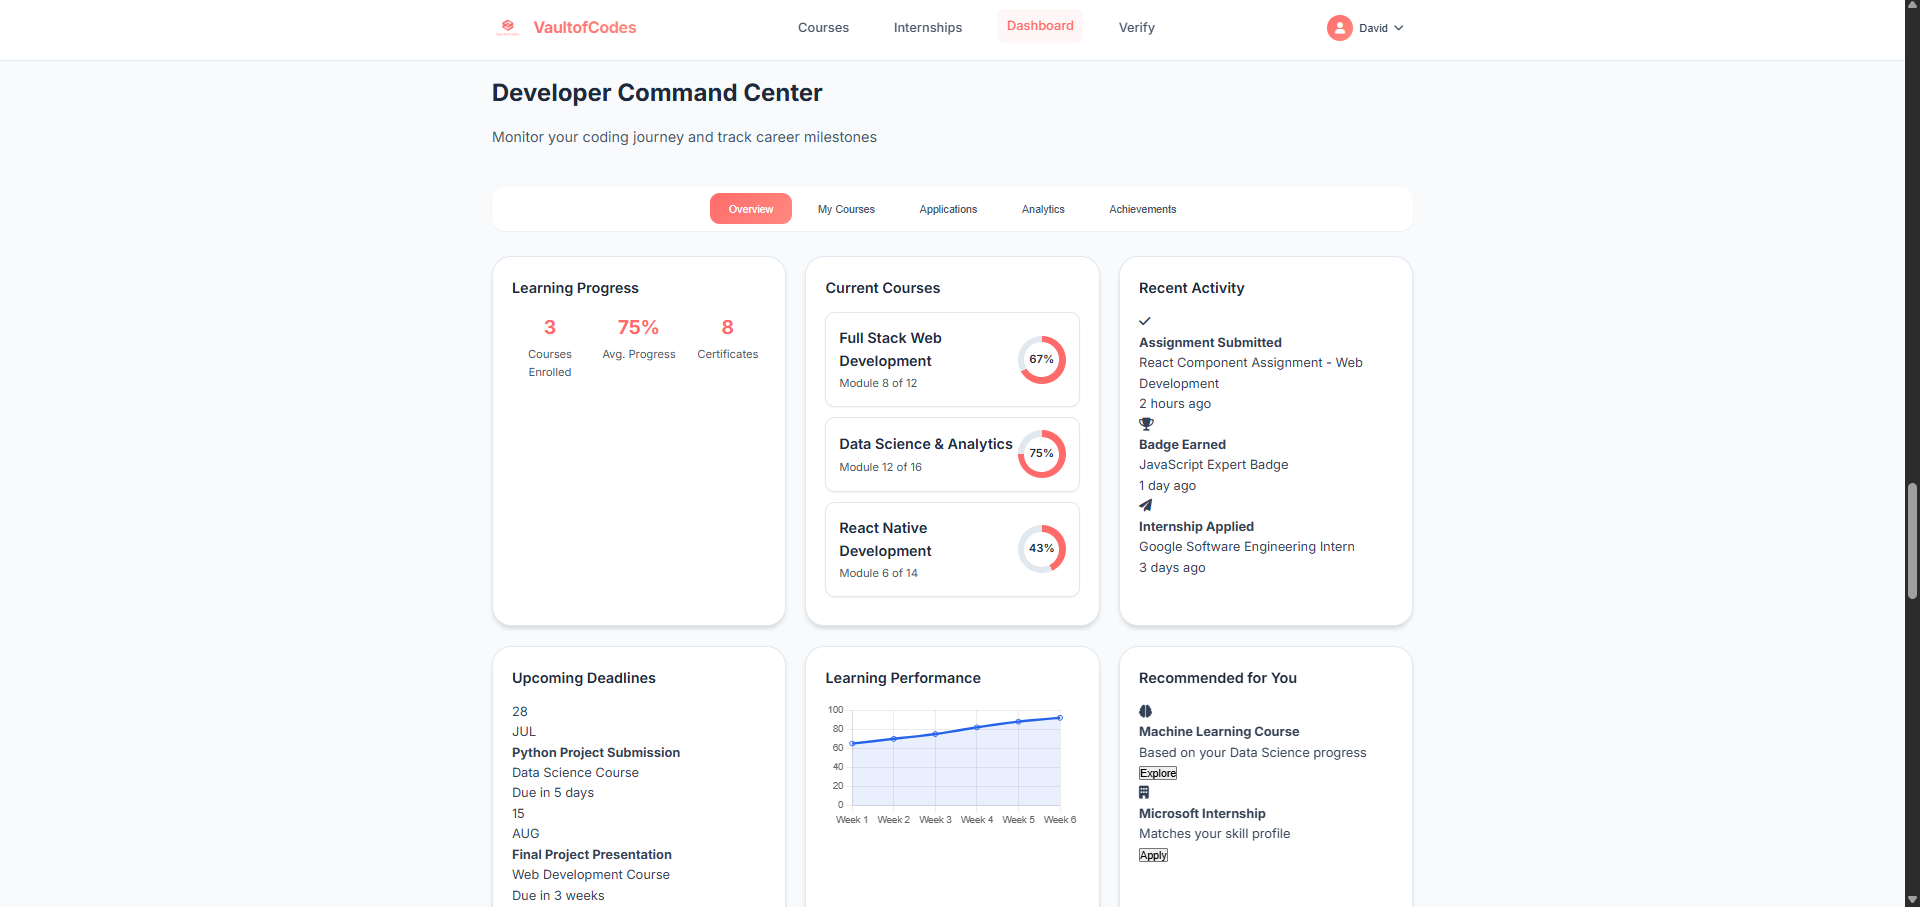 VaultofCodes
Courses
Internships
Dashboard
Verify
David
Developer Command Center
Monitor your coding journey and track career milestones
Overview
My Courses
Applications
Analytics
Achievements
Learning Progress
3
Courses
Enrolled
75%
Avg. Progress
8
Certificates
Current Courses
Full Stack Web
Development
Module 8 of 12
67%
Data Science & Analytics
Module 12 of 16
75%
React Native
Development
Module 6 of 14
43%
Recent Activity
Assignment Submitted
React Component Assignment - Web
Development
2 hours ago
Badge Earned
JavaScript Expert Badge
1 day ago
Internship Applied
Google Software Engineering Intern
3 days ago
Upcoming Deadlines
28
JUL
Python Project Submission
Data Science Course
Due in 5 days
15
AUG
Final Project Presentation
Web Development Course
Due in 3 weeks
Learning Performance
100
80
60
40
20
0
Week 1 Week 2 Week 3 Week 4 Week 5 Week 6
Recommended for You
Machine Learning Course
Based on your Data Science progress
Explore
Microsoft Internship
Matches your skill profile
Apply